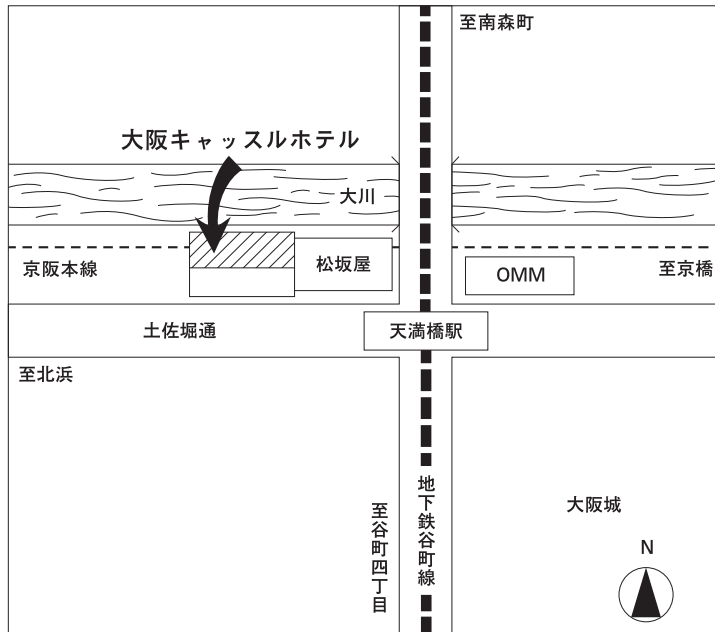 至南森町
大阪キャッスルホテル
大川
京阪本線
松坂屋
OMM
至京橋
土佐堀通
天満橋駅
至北浜
地下鉄谷町線
至谷町四丁目
大阪城
N